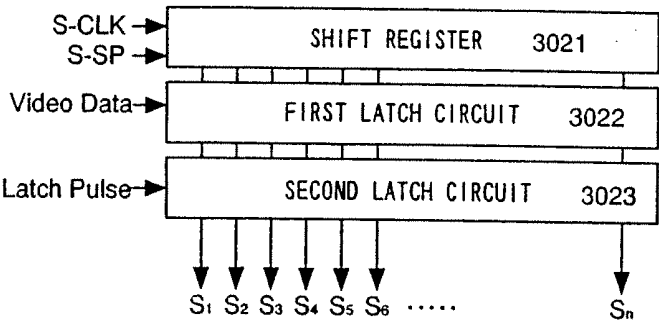 S-CLK
S-SP
SHIFT REGISTER 3021
Video Data
FIRST LATCH CIRCUIT 3022
Latch Pulse
SECOND LATCH CIRCUIT 3023
S1 S2 S3 S4 S5 S6 ····· Sn